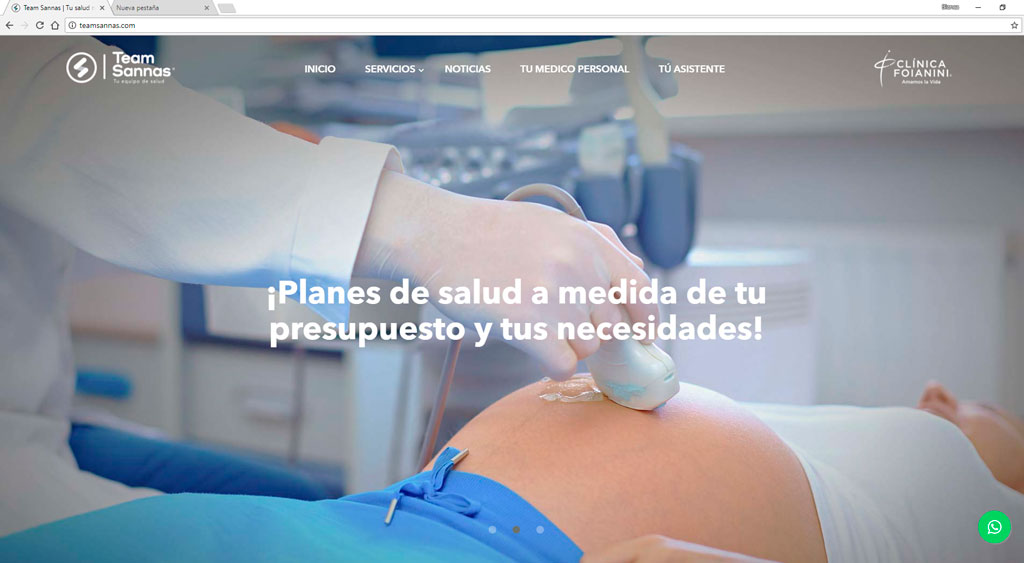 Team Sannas | Tu salud
Nueva pestaña
teamsannas.com
Team
Sannas
Tu equipo de salud
INICIO
SERVICIOS
NOTICIAS
TU MEDICO PERSONAL
TÚ ASISTENTE
CLÍNICA
FOIANINI
Amamos la Vida
¡Planes de salud a medida de tu
presupuesto y tus necesidades!